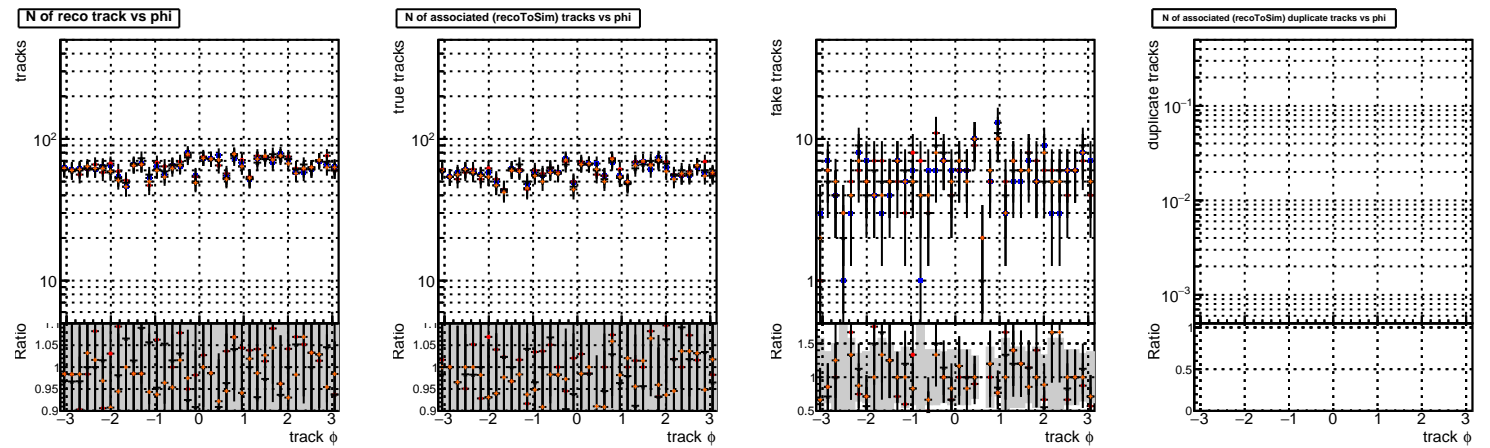 N of reco track vs phi
tracks
10²
10
Ratio
1.1
1.05
1
0.95
0.9
−3 −2 −1 0 1 2 3
track ϕ
N of associated (recoToSim) tracks vs phi
true tracks
10²
10
Ratio
1.1
1.05
1
0.95
0.9
−3 −2 −1 0 1 2 3
track ϕ
fake tracks
10
1
Ratio
1.5
1
0.5
−3 −2 −1 0 1 2 3
track ϕ
N of associated (recoToSim) duplicate tracks vs phi
duplicate tracks
10⁻¹
10⁻²
10⁻³
Ratio
1
0.5
0
−3 −2 −1 0 1 2 3
track ϕ